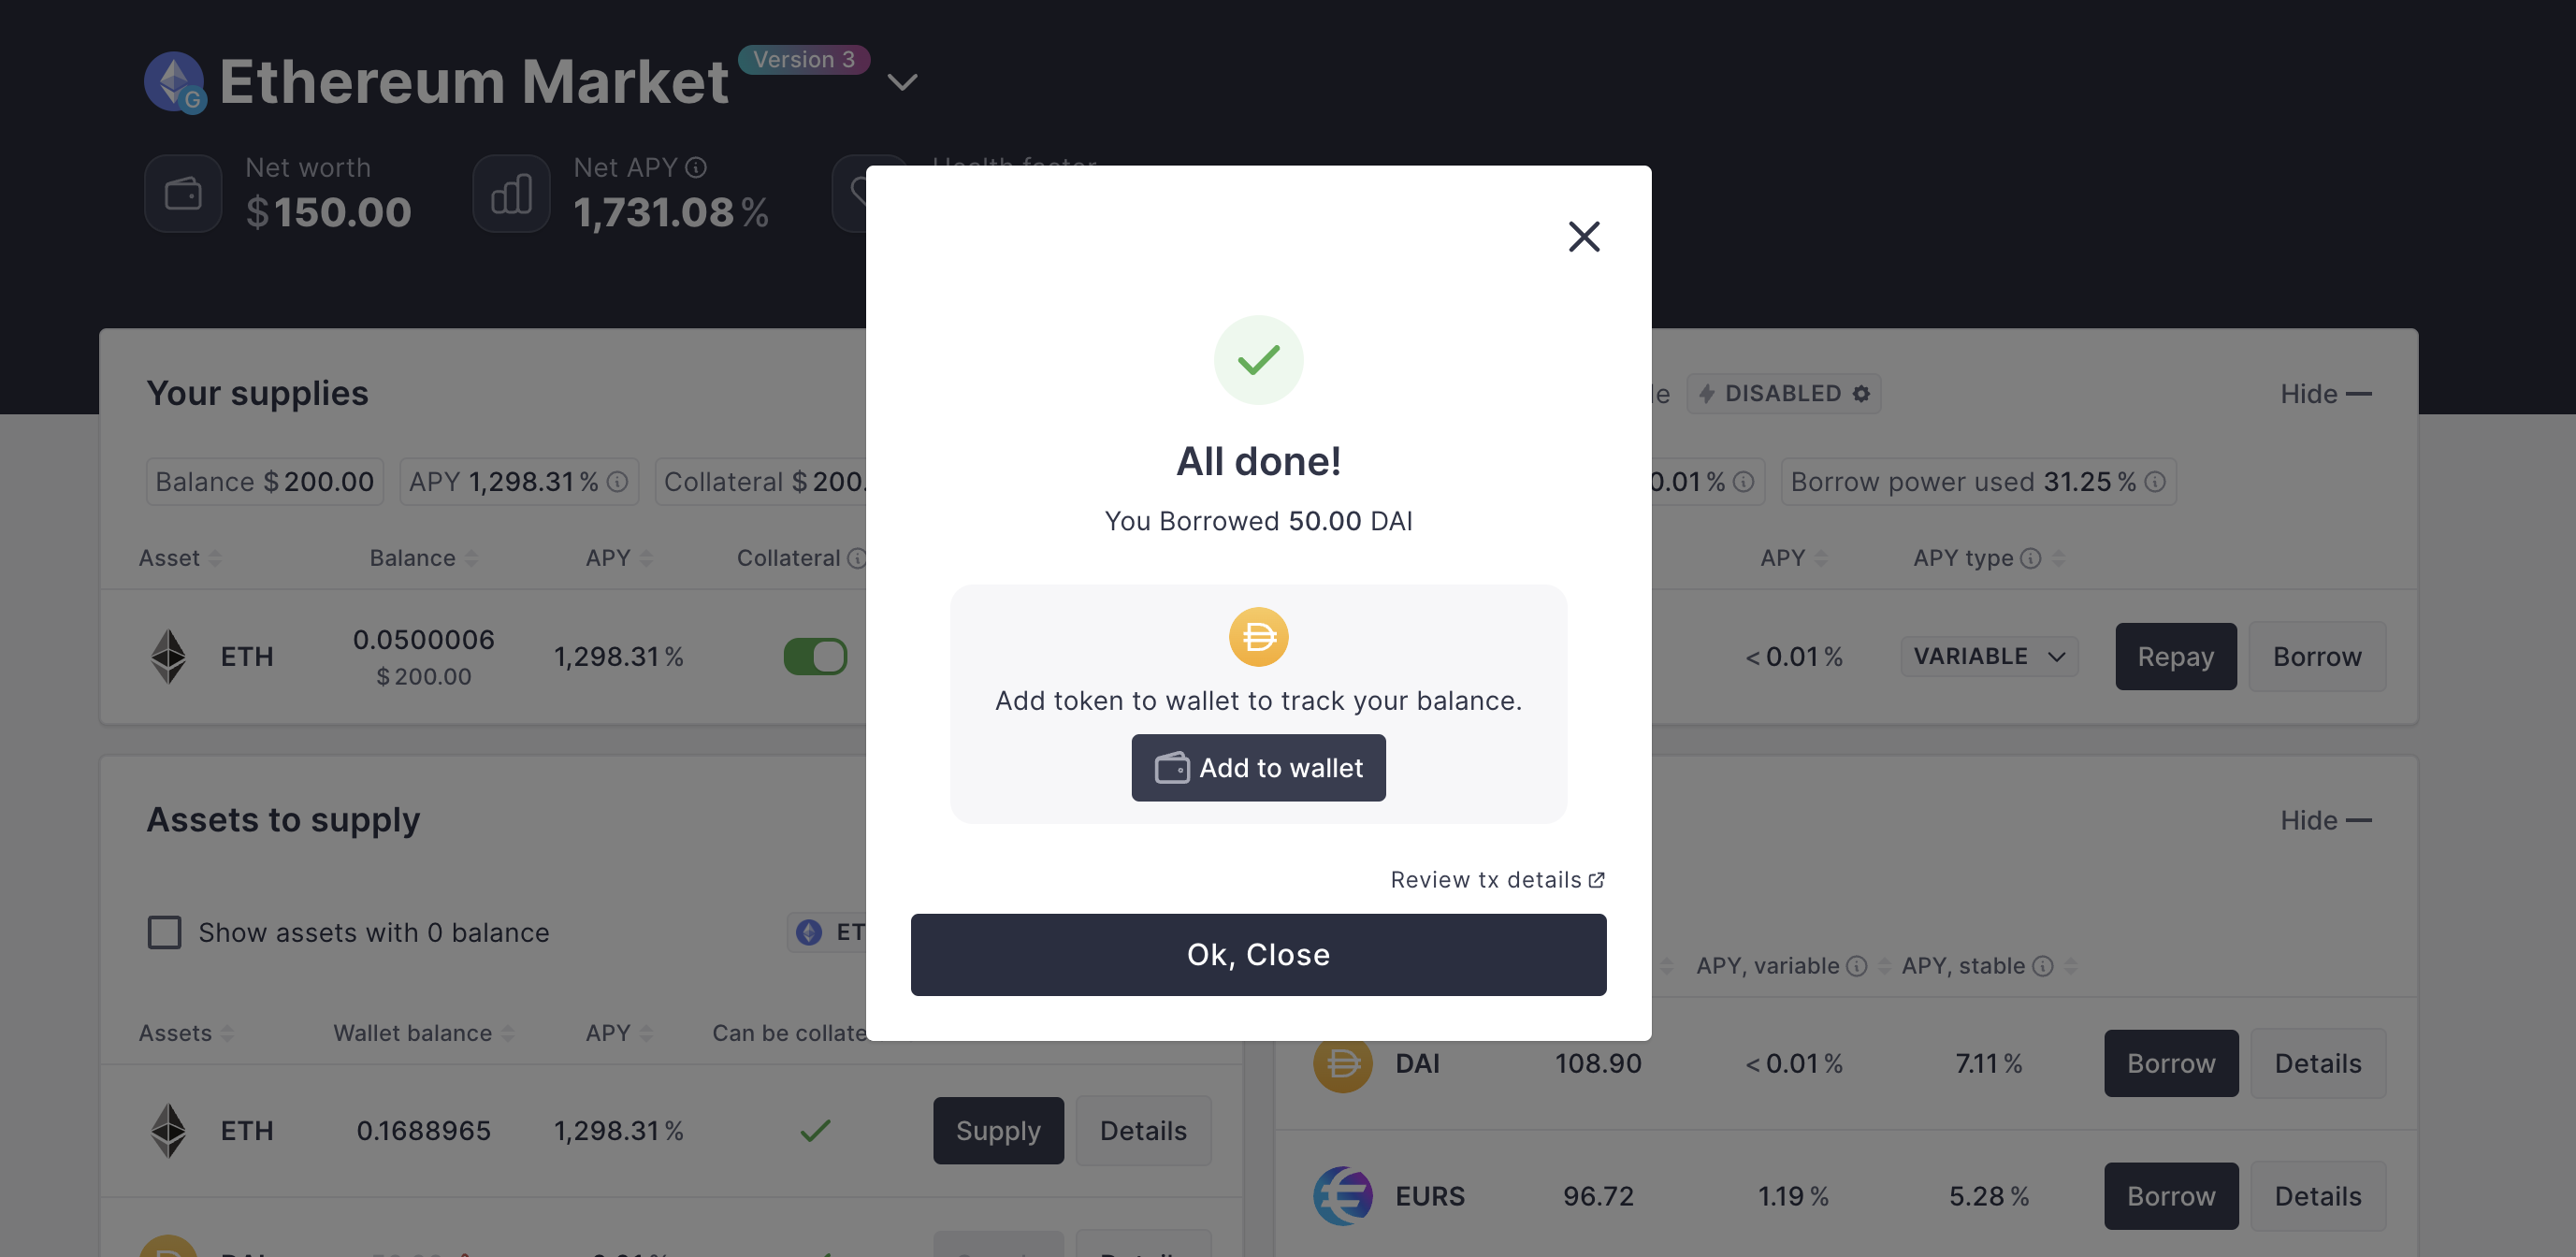 Ethereum Market Version 3
G
Net worth
$ 150.00
Net APY
1,731.08 %
Your supplies
DISABLED
Hide
Balance $ 200.00
APY 1,298.31 %
Collateral $ 200.
0.01 %
Borrow power used 31.25 %
Asset Balance APY Collateral
APY APY type
ETH 0.0500006 1,298.31 %
$ 200.00
< 0.01 % VARIABLE Repay Borrow
All done!
You Borrowed 50.00 DAI
Add token to wallet to track your balance.
Add to wallet
Review tx details
Ok, Close
Assets to supply
Hide
Show assets with 0 balance
ET
APY, variable APY, stable
Assets Wallet balance APY Can be collate
ETH 0.1688965 1,298.31 % Supply Details
DAI 108.90 < 0.01 % 7.11 % Borrow Details
EURS 96.72 1.19 % 5.28 % Borrow Details